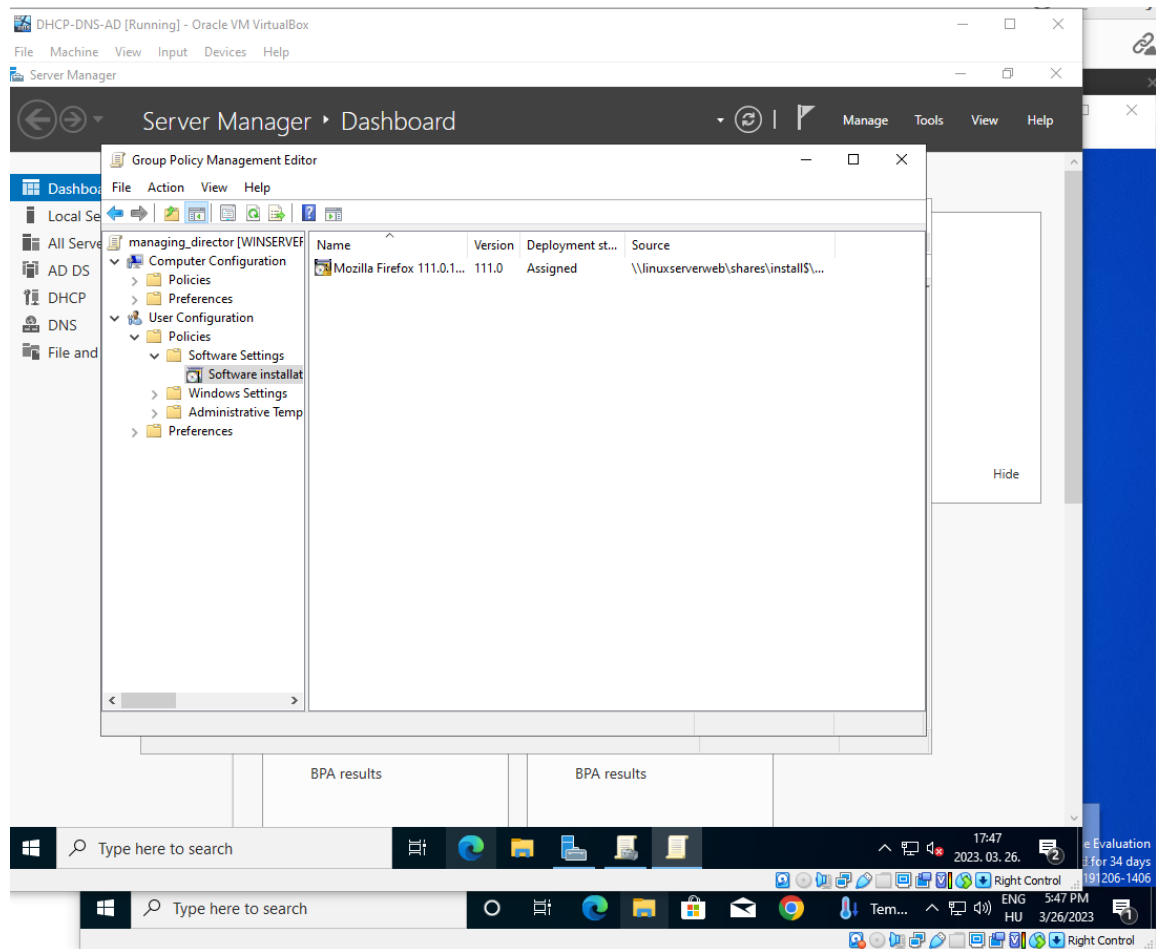 DHCP-DNS-AD [Running] - Oracle VM VirtualBox
File Machine View Input Devices Help
Server Manager
Server Manager • Dashboard
Manage Tools View Help
Group Policy Management Editor
File Action View Help
Dashboa
Local Se
All Serve
AD DS
DHCP
DNS
File and
managing_director [WINSERVER
Computer Configuration
Policies
Preferences
User Configuration
Policies
Software Settings
Software installat
Windows Settings
Administrative Temp
Preferences
Name Version Deployment st... Source
Mozilla Firefox 111.0.1... 111.0 Assigned \\linuxserverweb\shares\install$\...
Hide
BPA results BPA results
Type here to search
17:47
2023. 03. 26.
2
e Evaluation
d for 34 days
191206-1406
Right Control
Type here to search
Tem...
ENG
HU
5:47 PM
3/26/2023
1
Right Control